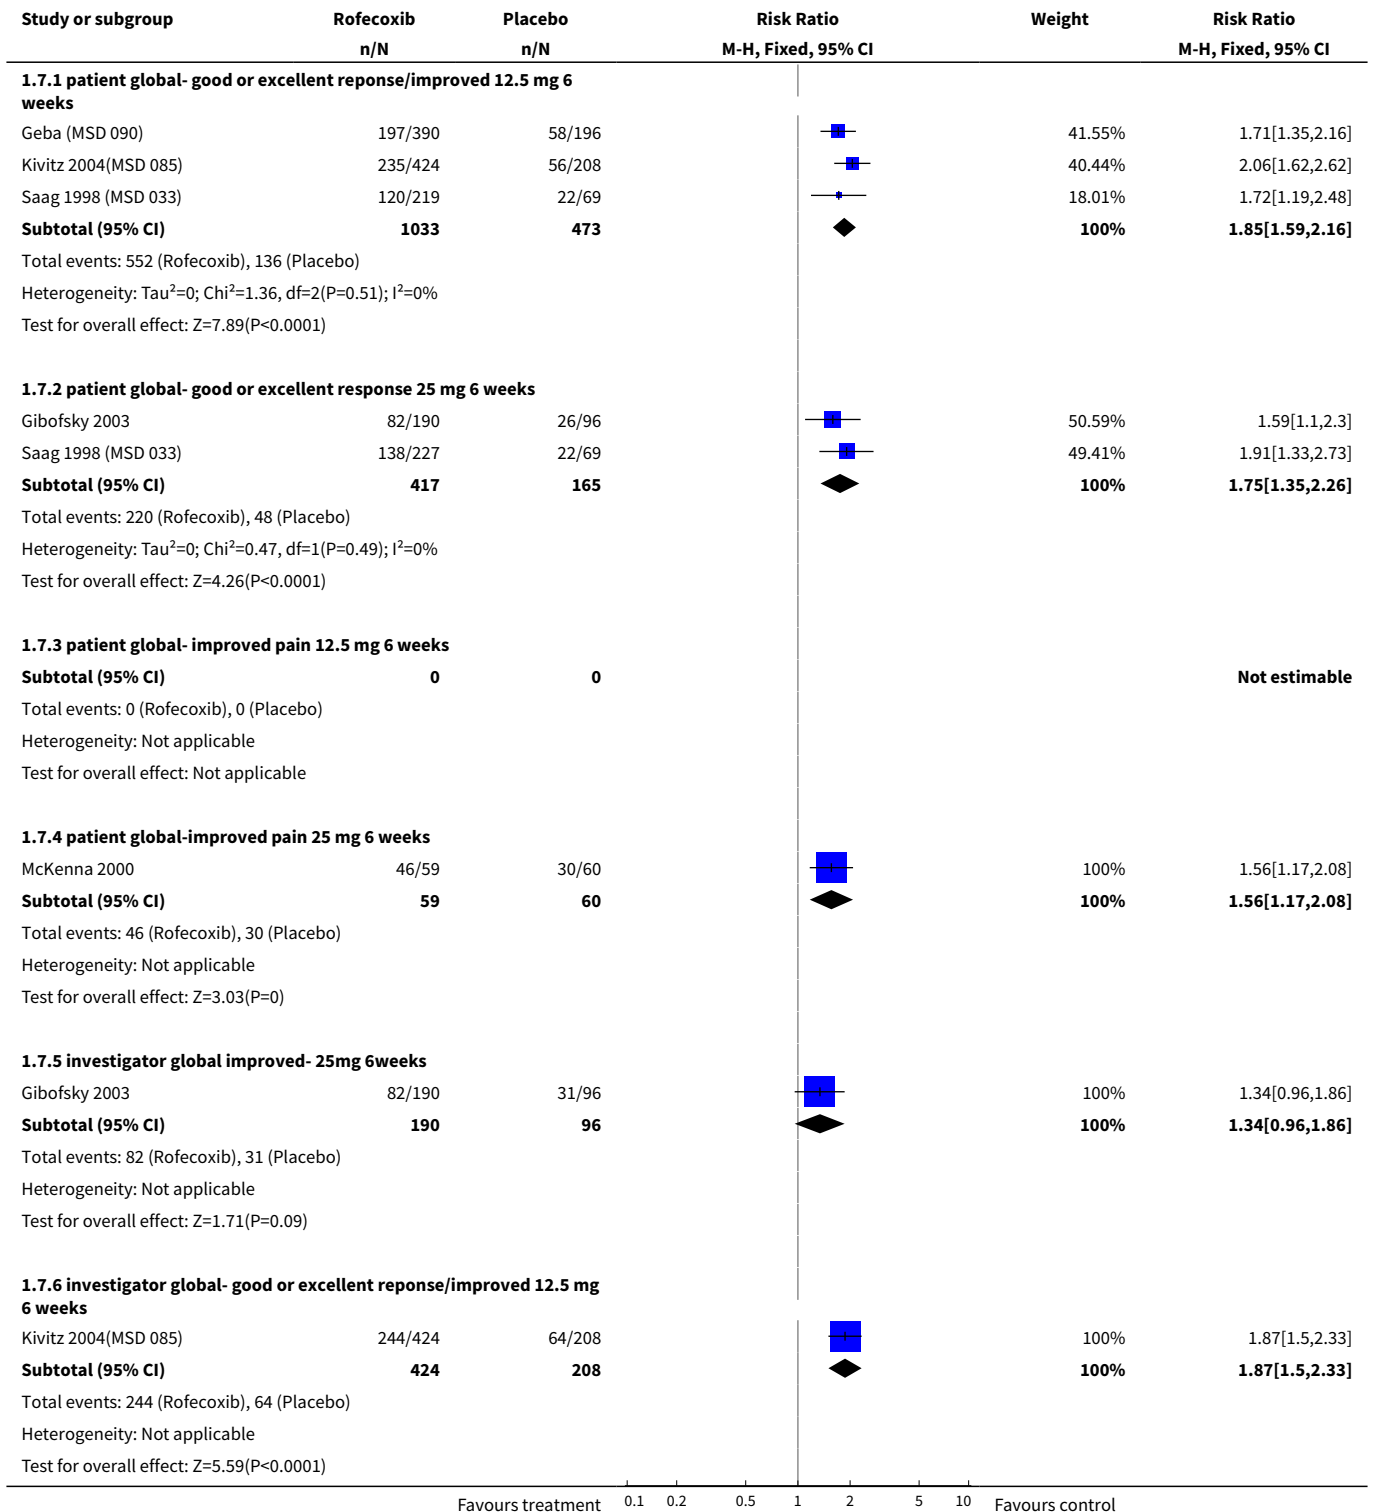 Study or subgroup Rofecoxib Placebo Risk Ratio Weight Risk Ratio
n/N n/N M-H, Fixed, 95% CI M-H, Fixed, 95% CI
1.7.1 patient global- good or excellent reponse/improved 12.5 mg 6
weeks
Geba (MSD 090) 197/390 58/196 41.55% 1.71[1.35,2.16]
Kivitz 2004(MSD 085) 235/424 56/208 40.44% 2.06[1.62,2.62]
Saag 1998 (MSD 033) 120/219 22/69 18.01% 1.72[1.19,2.48]
Subtotal (95% CI) 1033 473 100% 1.85[1.59,2.16]
Total events: 552 (Rofecoxib), 136 (Placebo)
Heterogeneity: Tau²=0; Chi²=1.36, df=2(P=0.51); I²=0%
Test for overall effect: Z=7.89(P<0.0001)
1.7.2 patient global- good or excellent response 25 mg 6 weeks
Gibofsky 2003 82/190 26/96 50.59% 1.59[1.1,2.3]
Saag 1998 (MSD 033) 138/227 22/69 49.41% 1.91[1.33,2.73]
Subtotal (95% CI) 417 165 100% 1.75[1.35,2.26]
Total events: 220 (Rofecoxib), 48 (Placebo)
Heterogeneity: Tau²=0; Chi²=0.47, df=1(P=0.49); I²=0%
Test for overall effect: Z=4.26(P<0.0001)
1.7.3 patient global- improved pain 12.5 mg 6 weeks
Subtotal (95% CI) 0 0 Not estimable
Total events: 0 (Rofecoxib), 0 (Placebo)
Heterogeneity: Not applicable
Test for overall effect: Not applicable
1.7.4 patient global-improved pain 25 mg 6 weeks
McKenna 2000 46/59 30/60 100% 1.56[1.17,2.08]
Subtotal (95% CI) 59 60 100% 1.56[1.17,2.08]
Total events: 46 (Rofecoxib), 30 (Placebo)
Heterogeneity: Not applicable
Test for overall effect: Z=3.03(P=0)
1.7.5 investigator global improved- 25mg 6weeks
Gibofsky 2003 82/190 31/96 100% 1.34[0.96,1.86]
Subtotal (95% CI) 190 96 100% 1.34[0.96,1.86]
Total events: 82 (Rofecoxib), 31 (Placebo)
Heterogeneity: Not applicable
Test for overall effect: Z=1.71(P=0.09)
1.7.6 investigator global- good or excellent reponse/improved 12.5 mg
6 weeks
Kivitz 2004(MSD 085) 244/424 64/208 100% 1.87[1.5,2.33]
Subtotal (95% CI) 424 208 100% 1.87[1.5,2.33]
Total events: 244 (Rofecoxib), 64 (Placebo)
Heterogeneity: Not applicable
Test for overall effect: Z=5.59(P<0.0001)
Favours treatment 0.1 0.2 0.5 1 2 5 10 Favours control